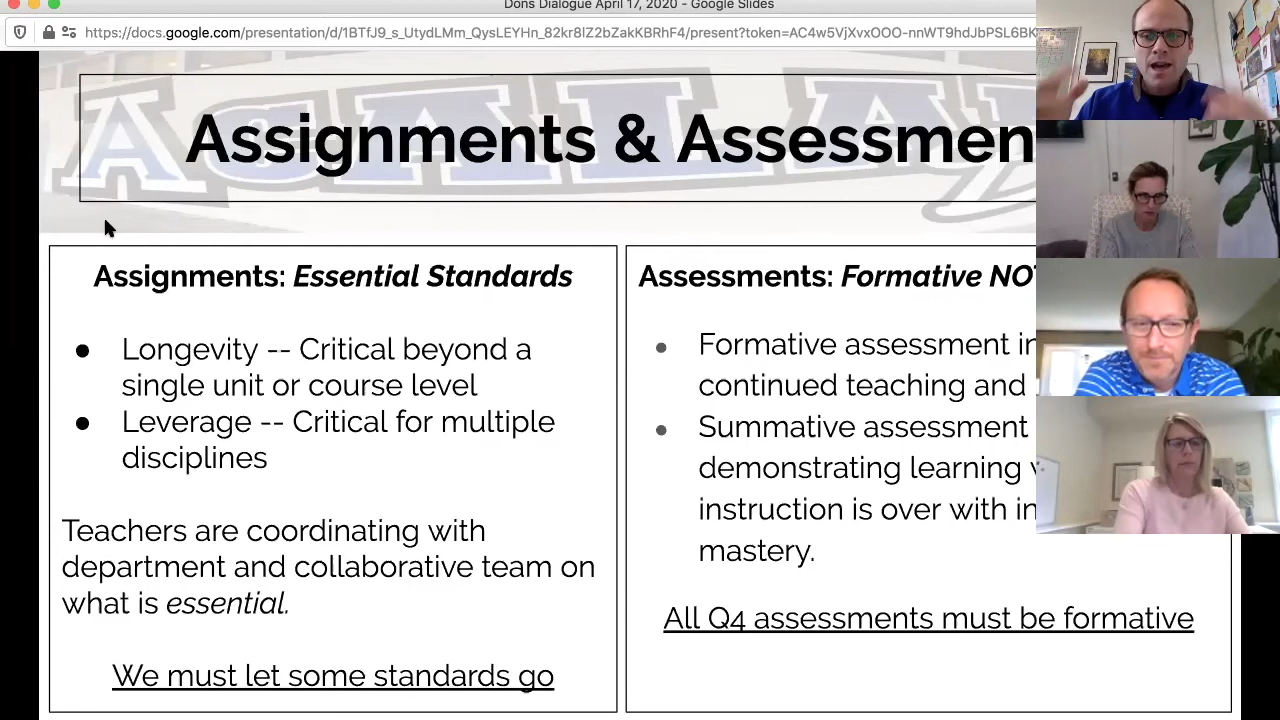 Dons Dialogue April 17, 2020 - Google Slides
https://docs.google.com/presentation/d/1BTfJ9_s_UtydLMm_QysLEYHn_82kr8lZ2bZakKBRhF4/present?token=AC4w5VjXvxOOO-nnWT9hdJbPSL6BK
Assignments & Assessmen
Assignments: Essential Standards
● Longevity -- Critical beyond a
single unit or course level
● Leverage -- Critical for multiple
disciplines
Teachers are coordinating with
department and collaborative team on
what is essential.
We must let some standards go
Assessments: Formative NO
● Formative assessment in
continued teaching and
● Summative assessment
demonstrating learning
instruction is over with in
mastery.
All Q4 assessments must be formative